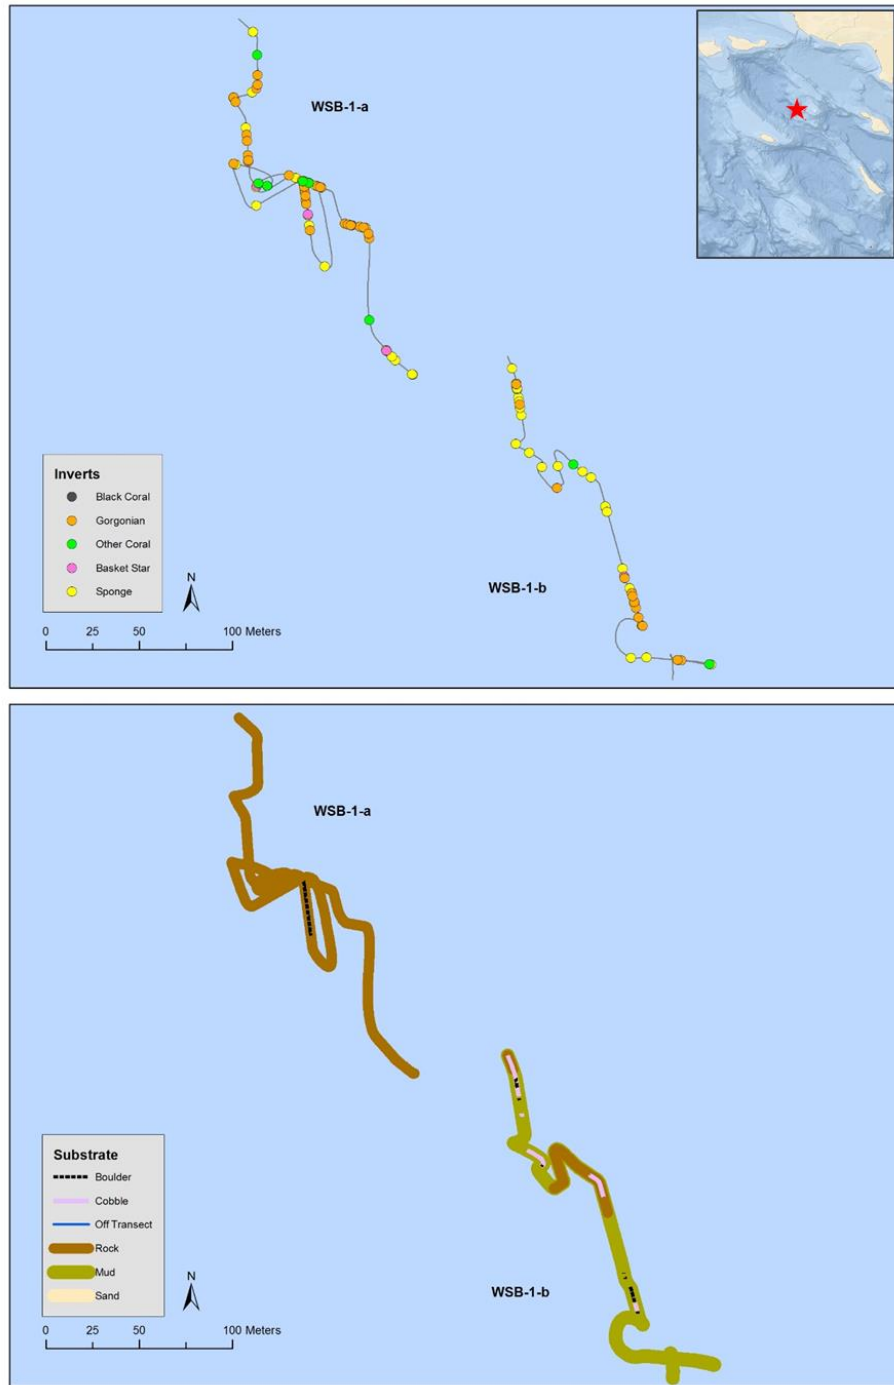 WSB-1-a
Inverts
Black Coral
Gorgonian
Other Coral
Basket Star
Sponge
N
0 25 50 100 Meters
WSB-1-b
WSB-1-a
Substrate
Boulder
Cobble
Off Transect
Rock
Mud
Sand
N
0 25 50 100 Meters
WSB-1-b